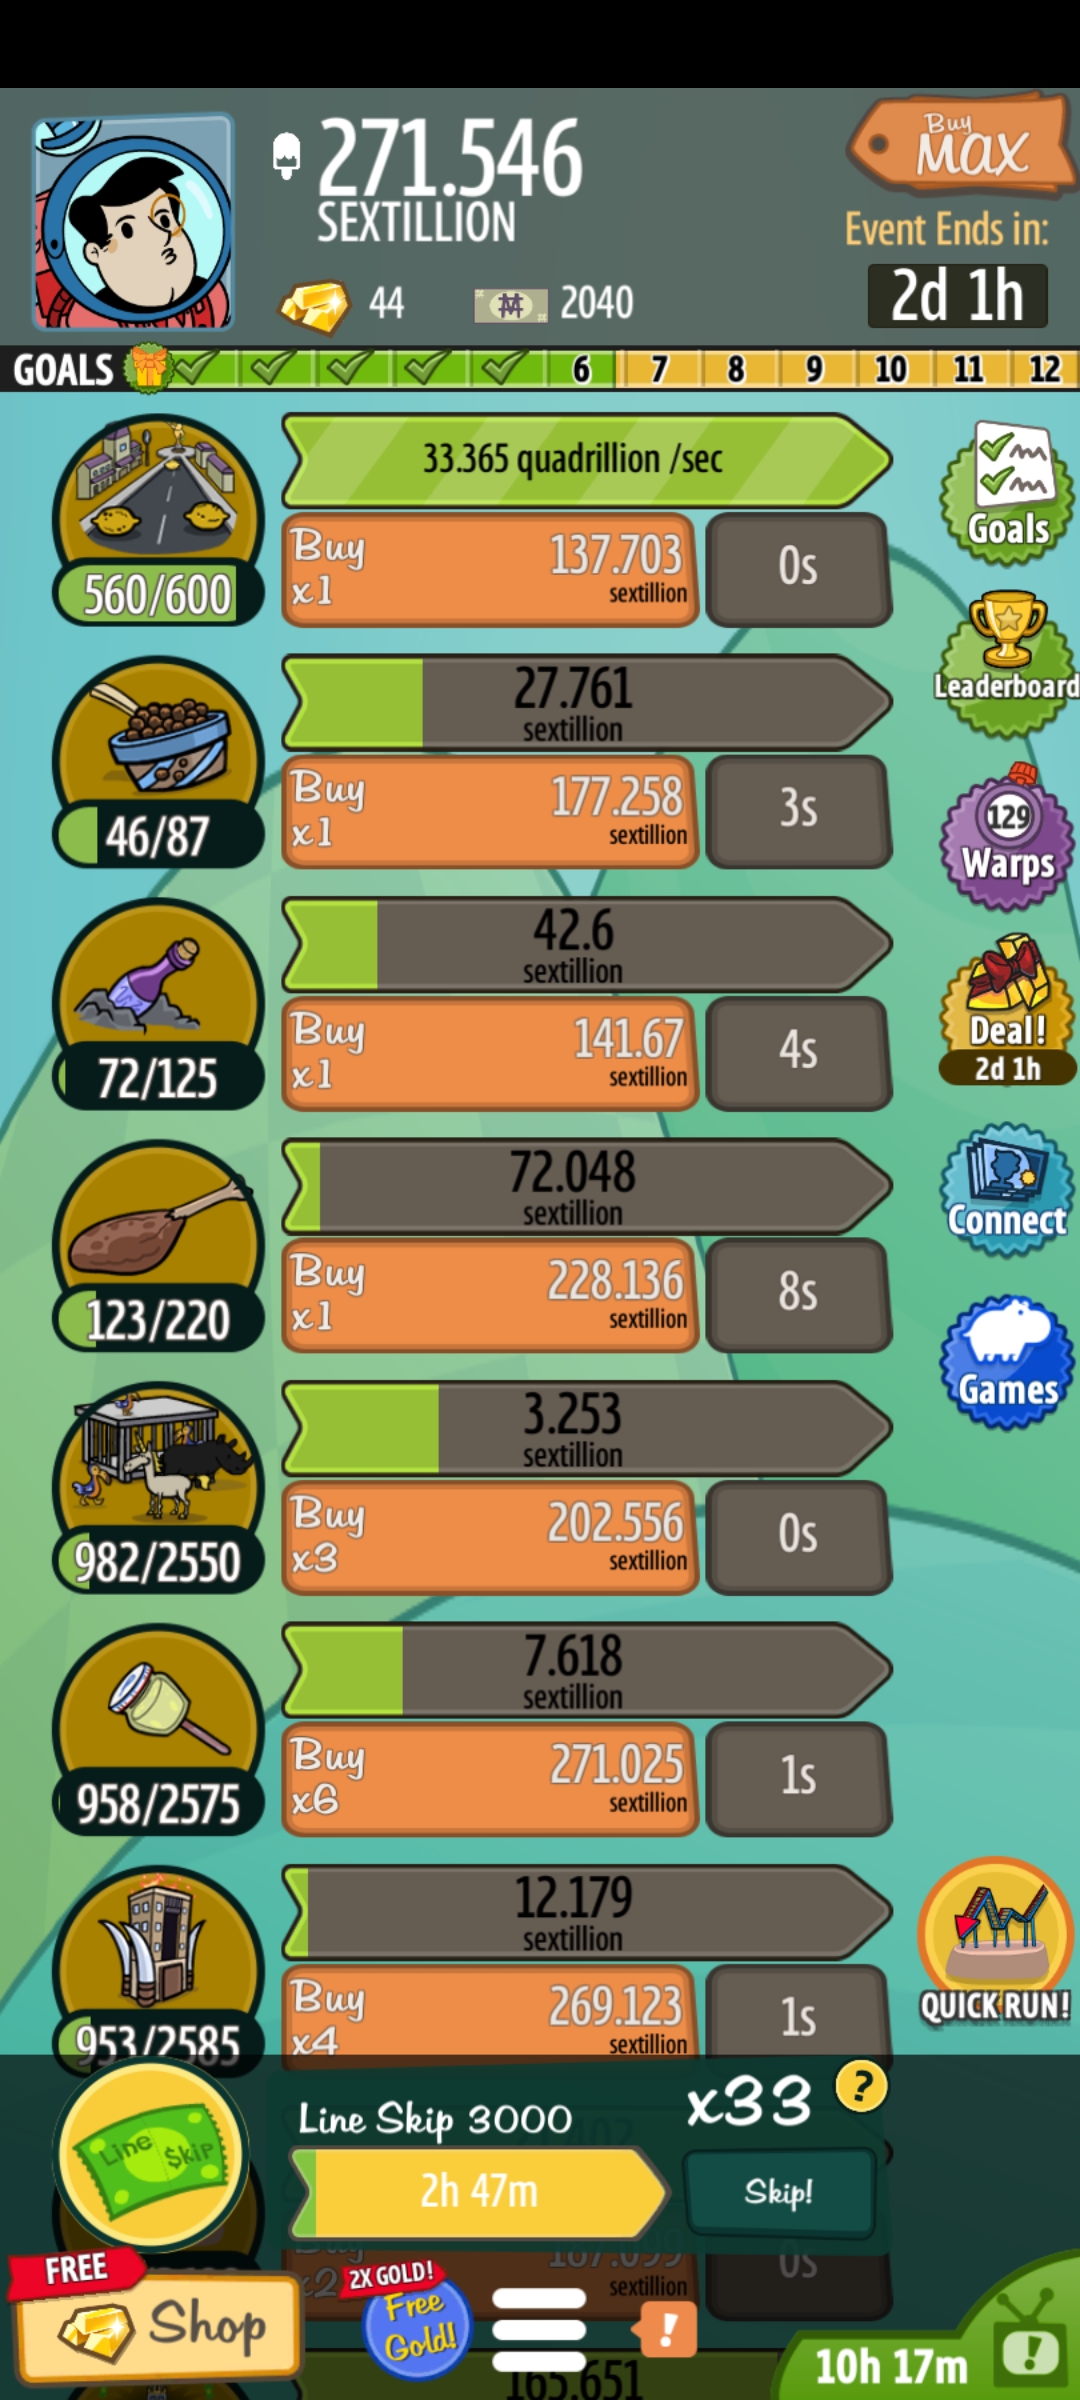 Buy
MAX
271.546
SEXTILLION
Event Ends in:
2d 1h
44
2040
GOALS
6 7 8 9 10 11 12
33.365 quadrillion /sec
Buy
x1
137.703
sextillion
0s
560/600
Goals
27.761
sextillion
Buy
x1
177.258
sextillion
3s
46/87
Leaderboard
42.6
sextillion
Buy
x1
141.67
sextillion
4s
72/125
129
Warps
Deal!
2d 1h
72.048
sextillion
Buy
x1
228.136
sextillion
8s
123/220
Connect
Games
3.253
sextillion
Buy
x3
202.556
sextillion
0s
982/2550
7.618
sextillion
Buy
x6
271.025
sextillion
1s
958/2575
12.179
sextillion
Buy
x4
269.123
sextillion
1s
953/2585
QUICK RUN!
Line Skip 3000
x33
?
Line $kip
2h 47m
Skip!
Buy
x2
sextillion
0s
FREE
Shop
2X GOLD!
Free
Gold!
!
165.651
10h 17m
!